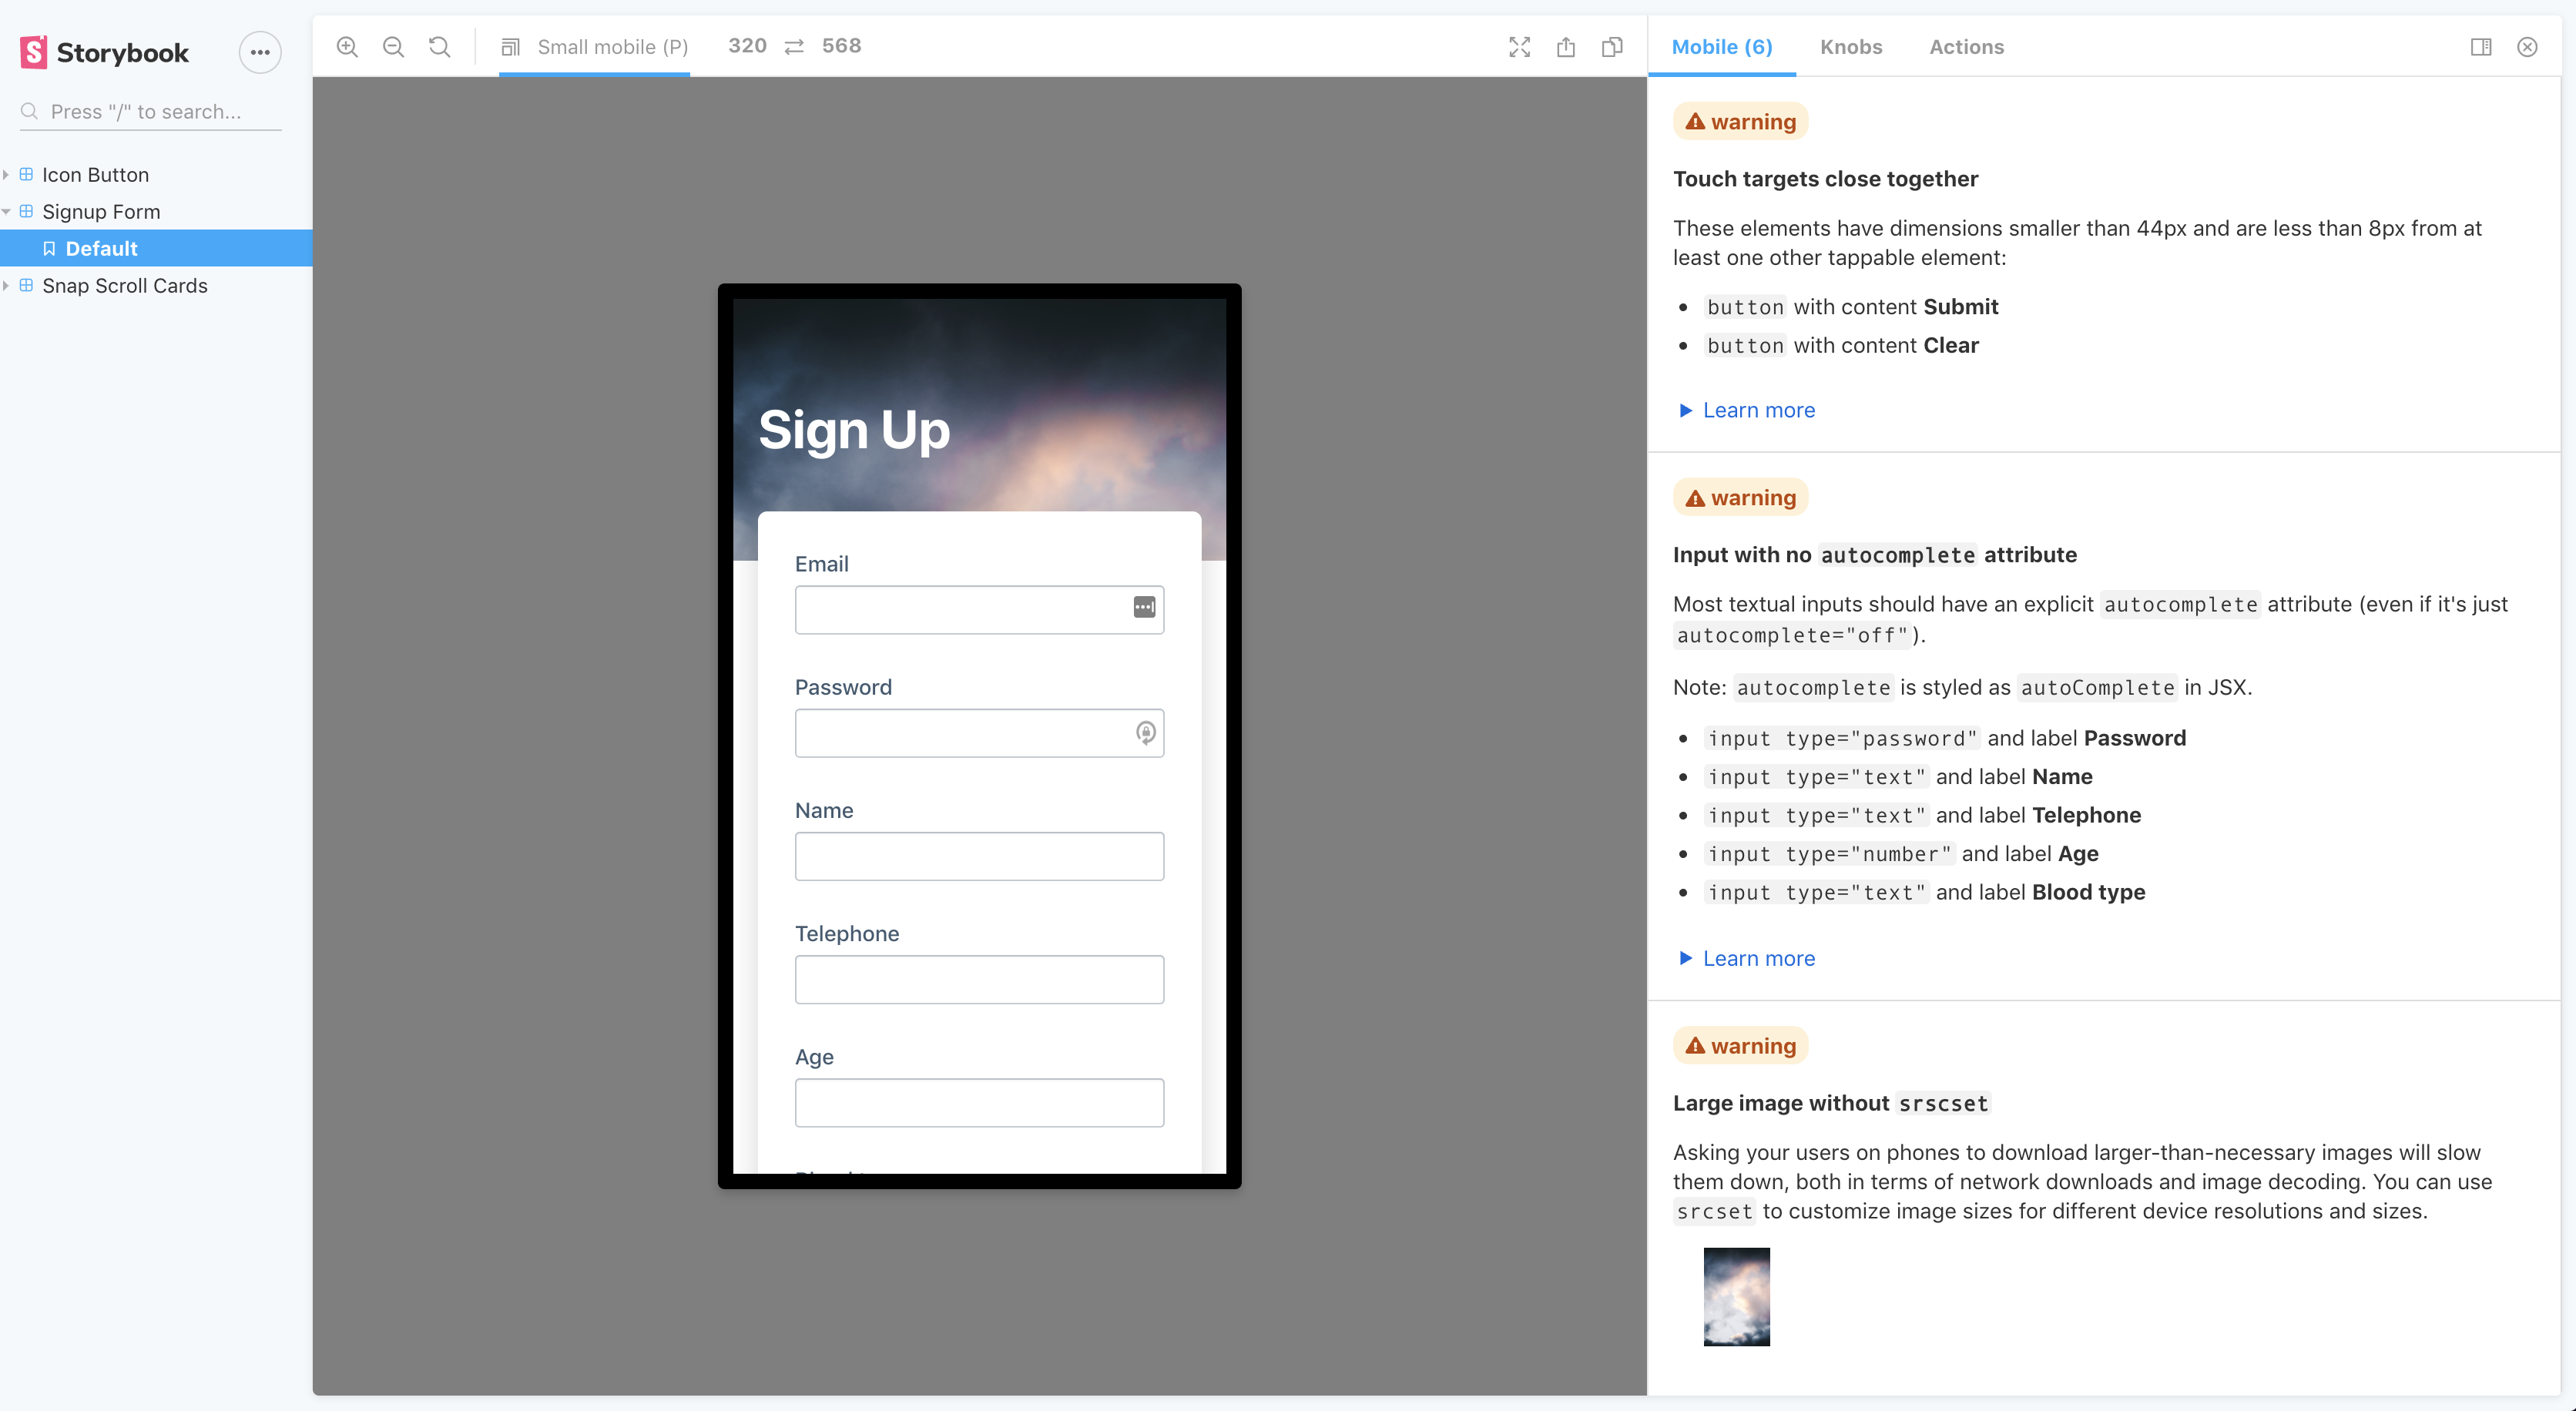 Storybook
Press "/" to search...
Icon Button
Signup Form
Default
Snap Scroll Cards
Small mobile (P)
320
568
Sign Up
Email
Password
Name
Telephone
Age
Mobile (6)
Knobs
Actions
warning
Touch targets close together
These elements have dimensions smaller than 44px and are less than 8px from at
least one other tappable element:
button with content Submit
button with content Clear
Learn more
warning
Input with no autocomplete attribute
Most textual inputs should have an explicit autocomplete attribute (even if it's just
autocomplete="off").
Note: autocomplete is styled as autoComplete in JSX.
input type="password" and label Password
input type="text" and label Name
input type="text" and label Telephone
input type="number" and label Age
input type="text" and label Blood type
Learn more
warning
Large image without srscset
Asking your users on phones to download larger-than-necessary images will slow
them down, both in terms of network downloads and image decoding. You can use
srcset to customize image sizes for different device resolutions and sizes.